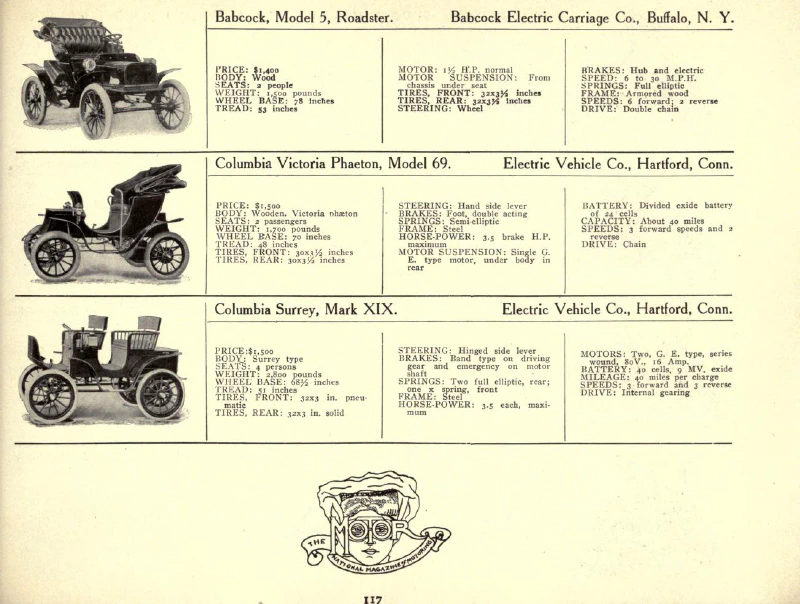 Babcock, Model 5, Roadster. Babcock Electric Carriage Co., Buffalo, N. Y.
PRICE: $1,400
BODY: Wood
SEATS: 2 people
WEIGHT: 1,500 pounds
WHEEL BASE: 78 inches
TREAD: 53 inches
MOTOR: 1½ H.P. normal
MOTOR SUSPENSION: From
chassis under seat
TIRES, FRONT: 32x3½ inches
TIRES, REAR: 32x3½ inches
STEERING: Wheel
BRAKES: Hub and electric
SPEED: 6 to 30 M.P.H.
SPRINGS: Full elliptic
FRAME: Armored wood
SPEEDS: 6 forward; 2 reverse
DRIVE: Double chain
Columbia Victoria Phaeton, Model 69. Electric Vehicle Co., Hartford, Conn.
PRICE: $1,500
BODY: Wooden, Victoria phæton
SEATS: 2 passengers
WEIGHT: 1,700 pounds
WHEEL BASE: 70 inches
TREAD: 48 inches
TIRES, FRONT: 30x3½ inches
TIRES, REAR: 30x3½ inches
STEERING: Hand side lever
BRAKES: Foot, double acting
SPRINGS: Semi-elliptic
FRAME: Steel
HORSE-POWER: 3.5 brake H.P.
maximum
MOTOR SUSPENSION: Single G.
E. type motor, under body in
rear
BATTERY: Divided exide battery
of 24 cells
CAPACITY: About 40 miles
SPEEDS: 3 forward speeds and 2
reverse
DRIVE: Chain
Columbia Surrey, Mark XIX. Electric Vehicle Co., Hartford, Conn.
PRICE:$1,500
BODY: Surrey type
SEATS: 4 persons
WEIGHT: 2,800 pounds
WHEEL BASE: 68½ inches
TREAD: 51 inches
TIRES, FRONT: 32x3 in. pneu-
matic
TIRES, REAR: 32x3 in. solid
STEERING: Hinged side lever
BRAKES: Band type on driving
gear and emergency on motor
shaft
SPRINGS: Two full elliptic, rear;
one x spring, front
FRAME: Steel
HORSE-POWER: 3.5 each, maxi-
mum
MOTORS: Two, G. E. type, series
wound, 80V., 16 Amp.
BATTERY: 40 cells, 9 MV. exide
MILEAGE: 40 miles per charge
SPEEDS: 3 forward and 3 reverse
DRIVE: Internal gearing
MOTOR
THE NATIONAL MAGAZINE OF MOTORING
117